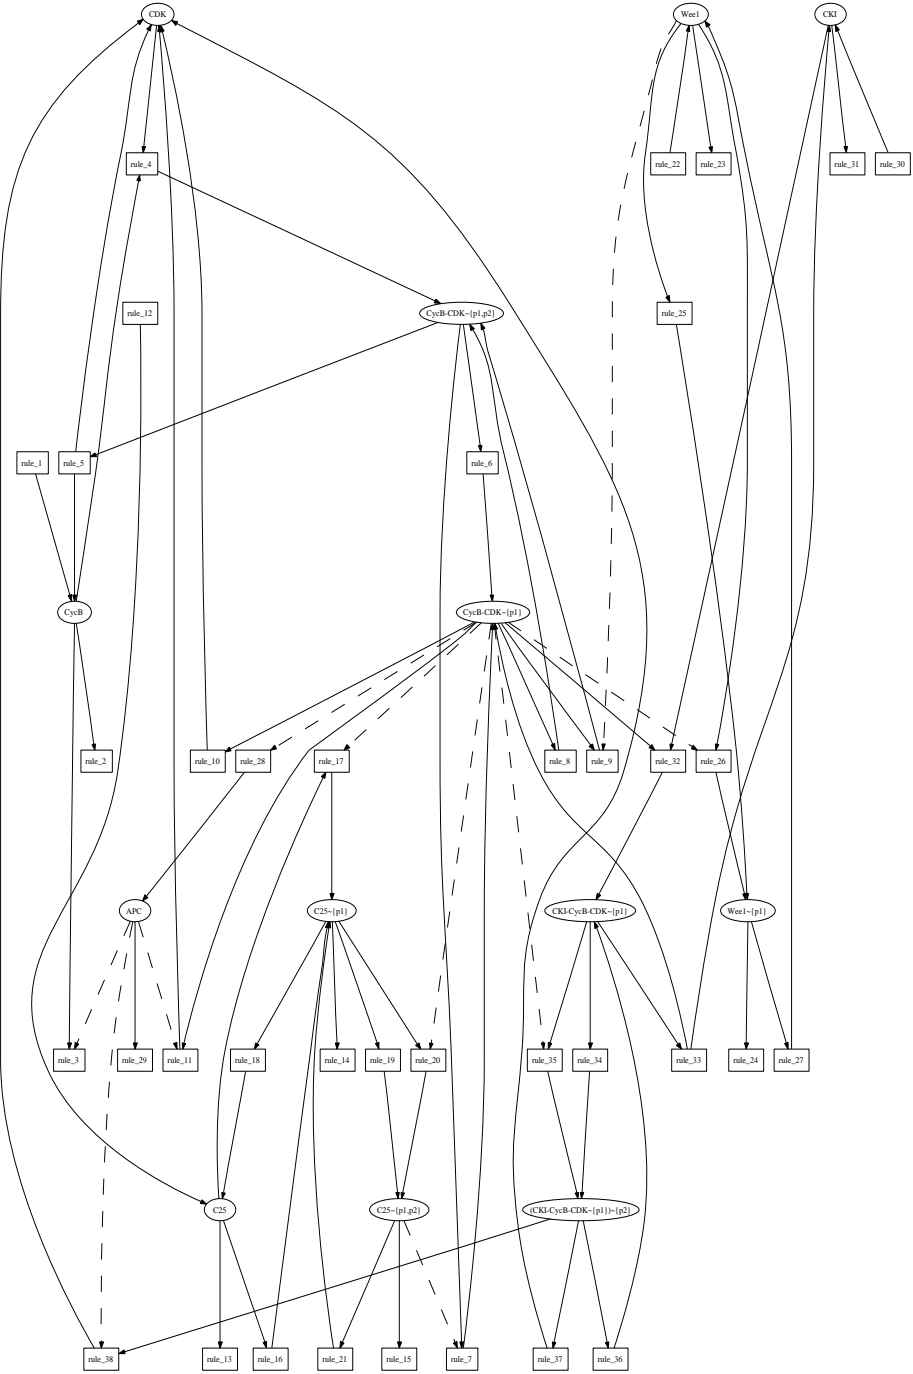 CDK
Wee1
CKI
rule_4
rule_22
rule_23
rule_31
rule_30
rule_12
CycB-CDK~{p1,p2}
rule_25
rule_1
rule_5
rule_6
CycB
CycB-CDK~{p1}
rule_2
rule_10
rule_28
rule_17
rule_8
rule_9
rule_32
rule_26
APC
C25~{p1}
CKI-CycB-CDK~{p1}
Wee1~{p1}
rule_3
rule_29
rule_11
rule_18
rule_14
rule_19
rule_20
rule_35
rule_34
rule_33
rule_24
rule_27
C25
C25~{p1,p2}
(CKI-CycB-CDK~{p1})~{p2}
rule_38
rule_13
rule_16
rule_21
rule_15
rule_7
rule_37
rule_36